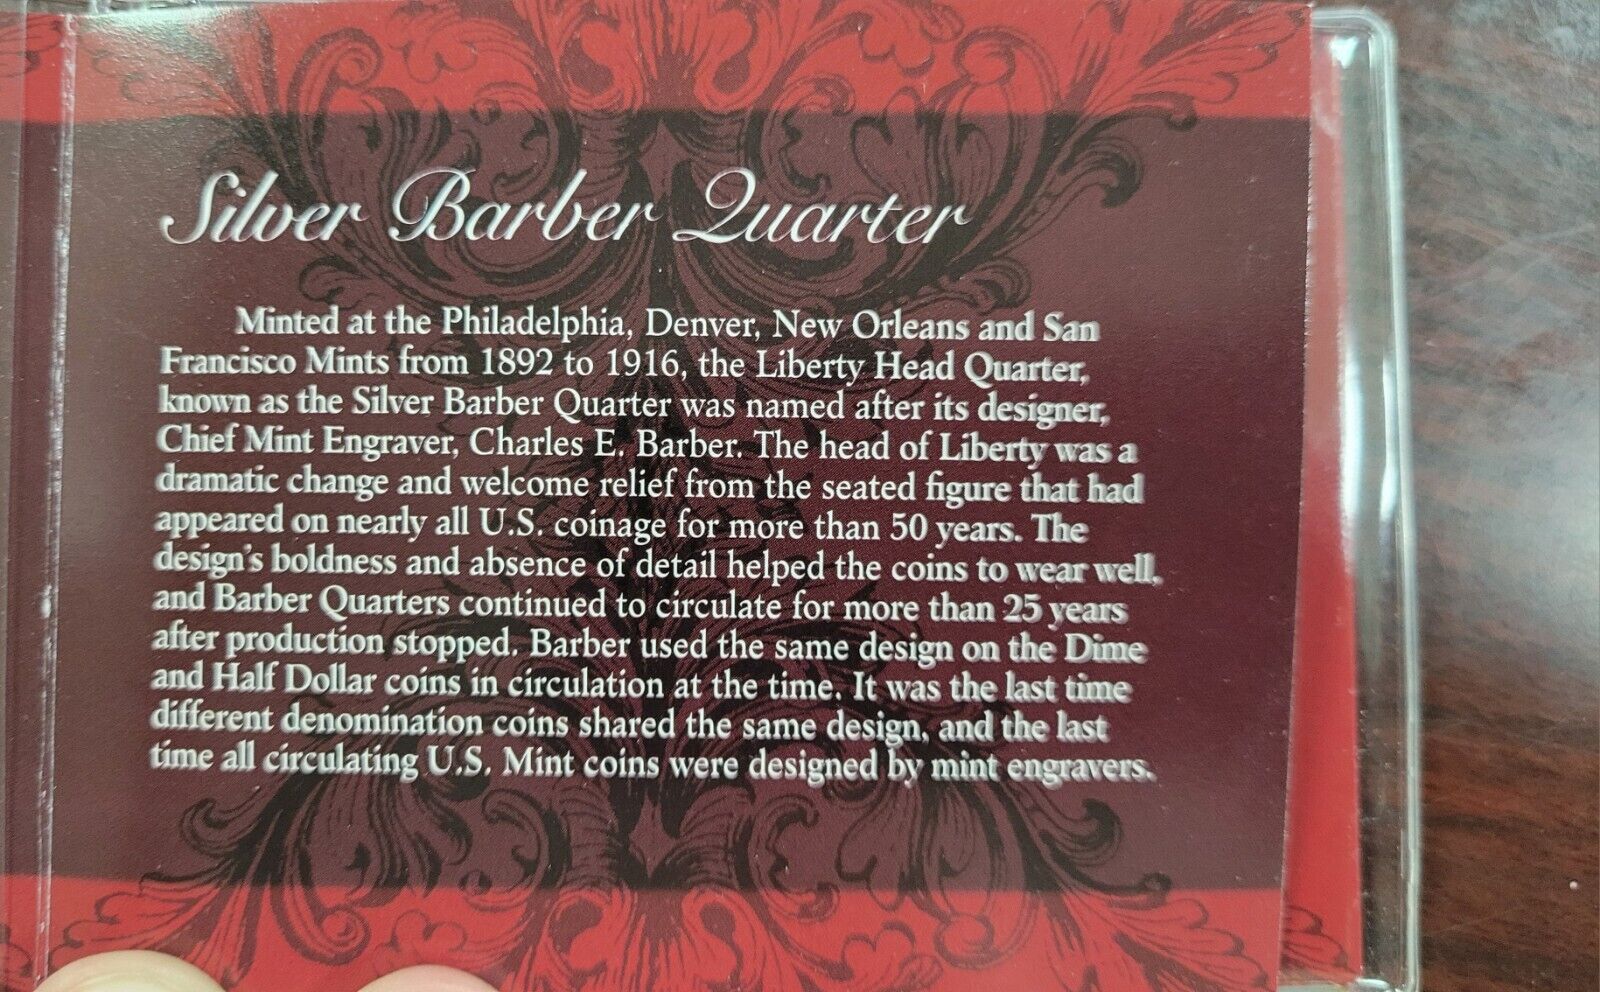 Silver Barber Quarter
Minted at the Philadelphia, Denver, New Orleans and San
Francisco Mints from 1892 to 1916, the Liberty Head Quarter,
known as the Silver Barber Quarter was named after its designer,
Chief Mint Engraver, Charles E. Barber. The head of Liberty was a
dramatic change and welcome relief from the seated figure that had
appeared on nearly all U.S. coinage for more than 50 years. The
design's boldness and absence of detail helped the coins to wear well,
and Barber Quarters continued to circulate for more than 25 years
after production stopped. Barber used the same design on the Dime
and Half Dollar coins in circulation at the time. It was the last time
different denomination coins shared the same design, and the last
time all circulating U.S. Mint coins were designed by mint engravers.